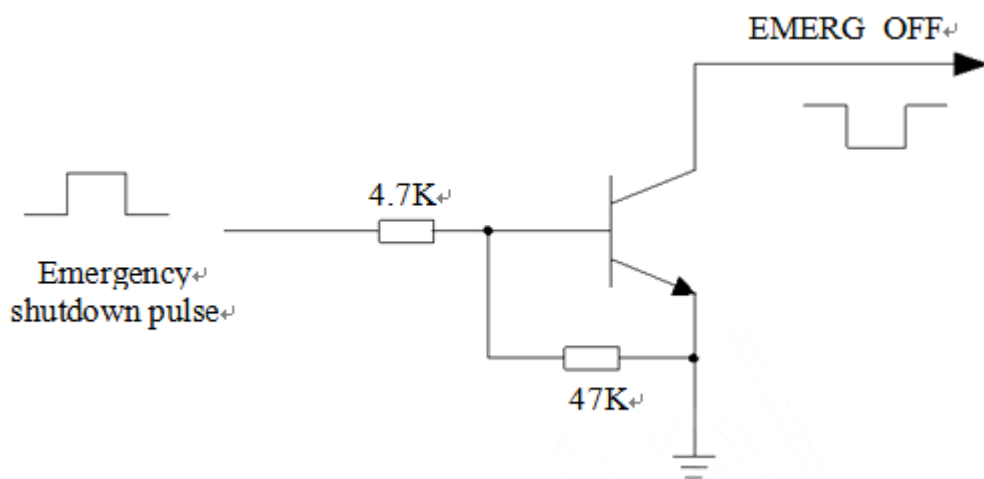 EMERG OFF↵
4.7K↵
Emergency↵
shutdown pulse↵
47K↵